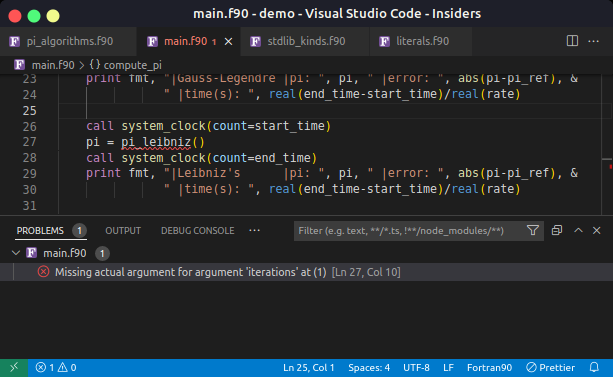 main.f90 - demo - Visual Studio Code - Insiders
F pi_algorithms.f90 F main.f90 1 × F stdlib_kinds.f90 F literals.f90 ···
F main.f90 > {} compute_pi
23 print fmt, "|Gauss-Legendre |pi: ", pi, " |error: ", abs(pi-pi_ref), &
24 " |time(s): ", real(end_time-start_time)/real(rate)
25
26 call system_clock(count=start_time)
27 pi = pi_leibniz()
28 call system_clock(count=end_time)
29 print fmt, "|Leibniz's |pi: ", pi, " |error: ", abs(pi-pi_ref), &
30 " |time(s): ", real(end_time-start_time)/real(rate)
31
PROBLEMS 1 OUTPUT DEBUG CONSOLE ··· Filter (e.g. text, **/*.ts, !**/node_modules/**)
F main.f90 1
Missing actual argument for argument 'iterations' at (1) [Ln 27, Col 10]
1 0 Ln 25, Col 1 Spaces: 4 UTF-8 LF Fortran90 Prettier